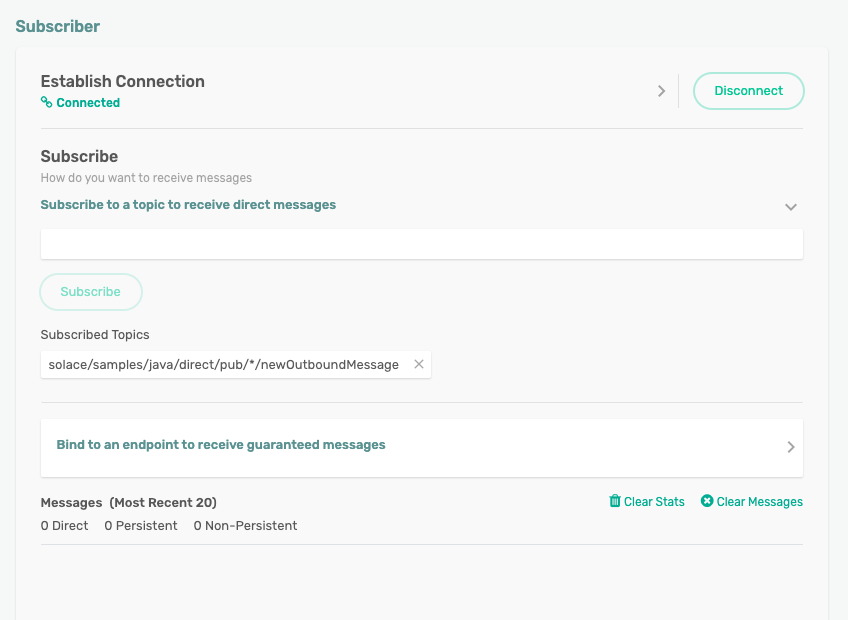 Subscriber
Establish Connection
Connected
Disconnect
Subscribe
How do you want to receive messages
Subscribe to a topic to receive direct messages
Subscribe
Subscribed Topics
solace/samples/java/direct/pub/*/newOutboundMessage
Bind to an endpoint to receive guaranteed messages
Messages (Most Recent 20) Clear Stats Clear Messages
0 Direct 0 Persistent 0 Non-Persistent